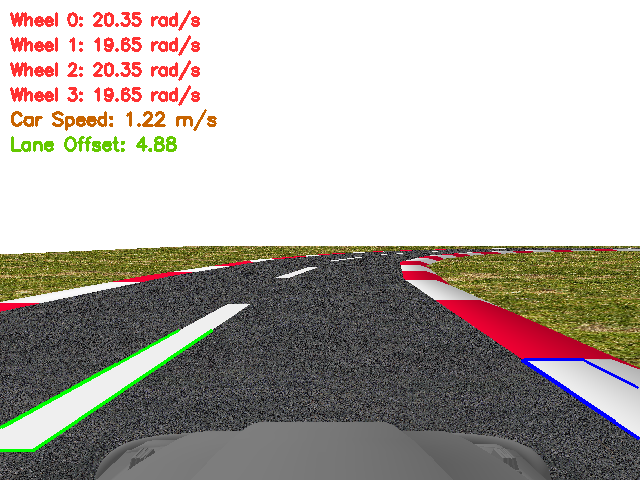 Wheel 0: 20.35 rad/s
Wheel 1: 19.65 rad/s
Wheel 2: 20.35 rad/s
Wheel 3: 19.65 rad/s
Car Speed: 1.22 m/s
Lane Offset: 4.88